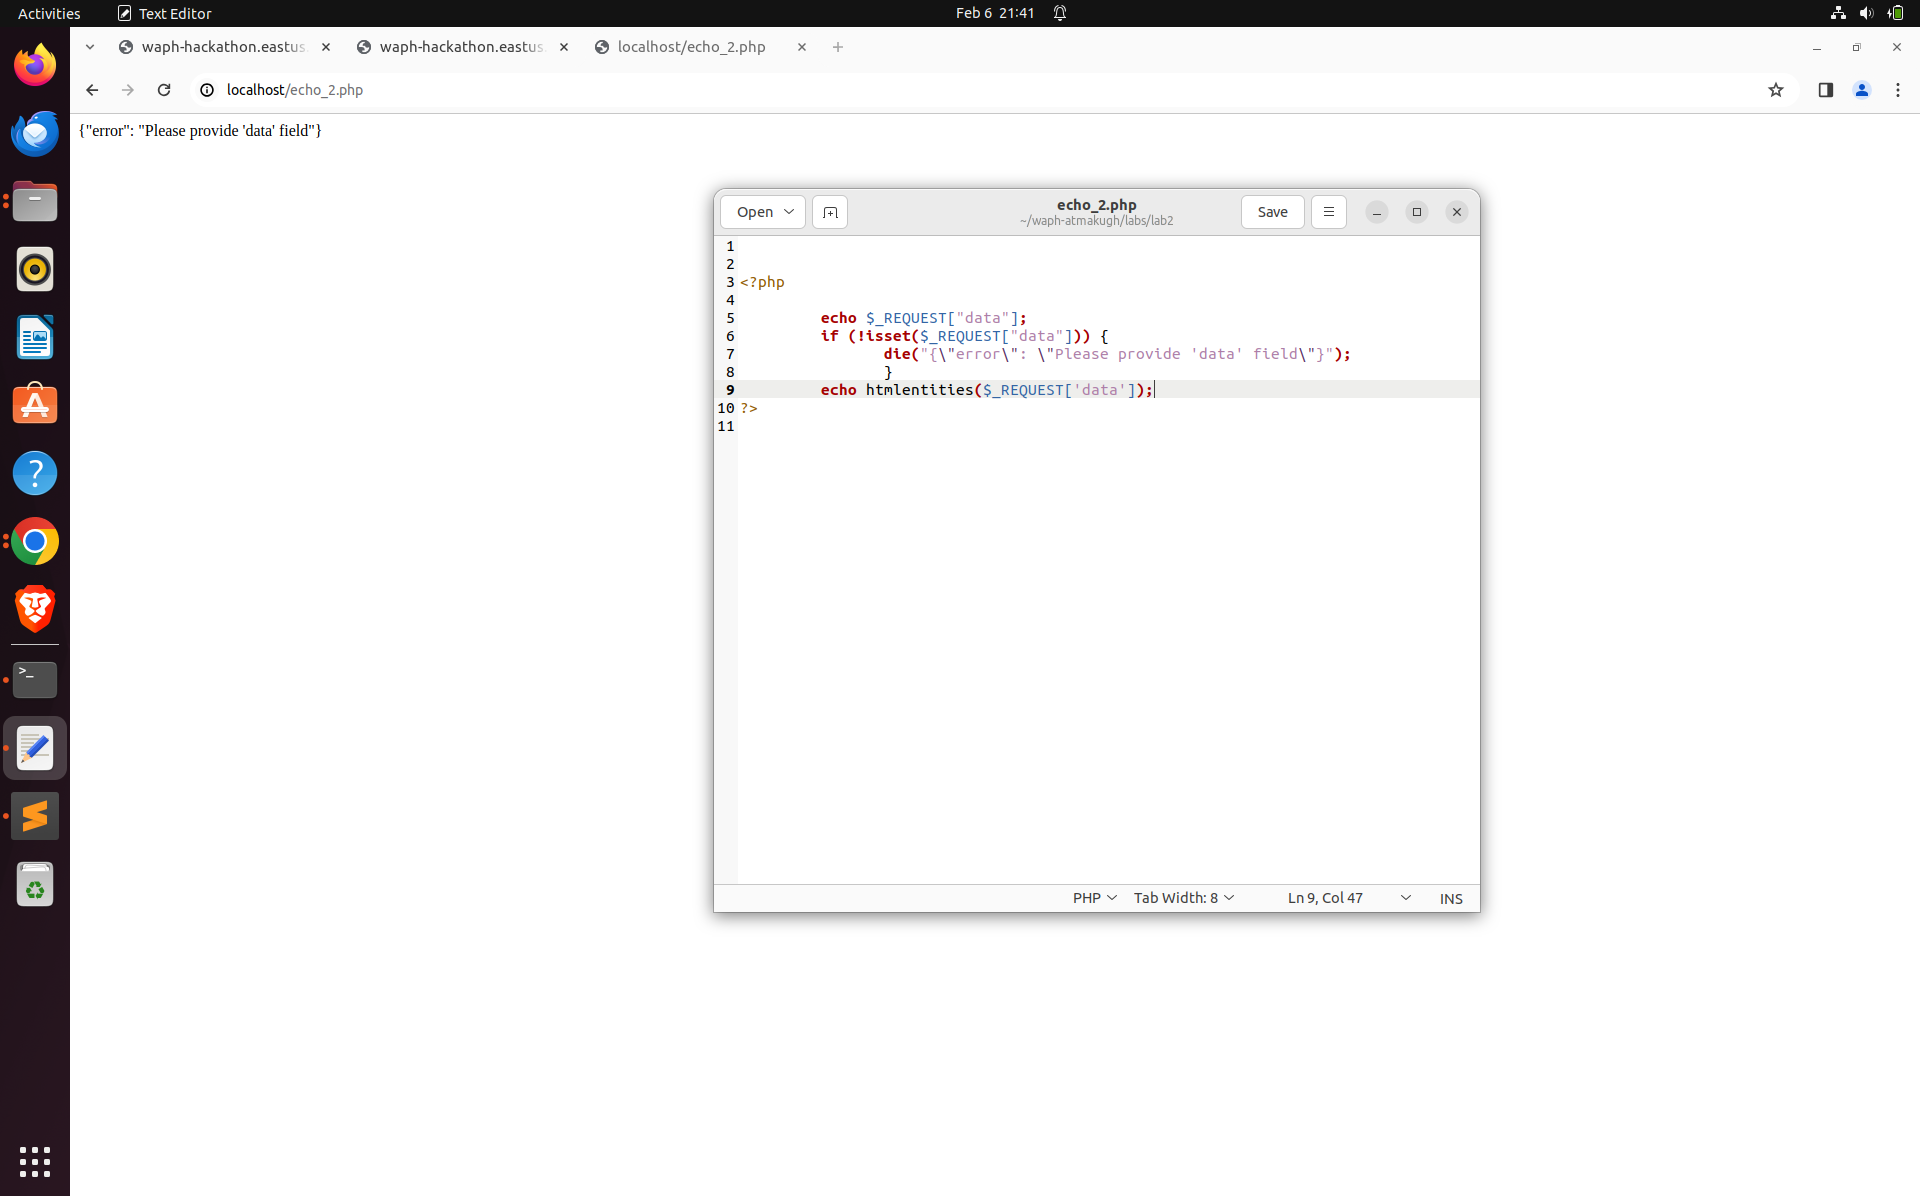 Activities Text Editor Feb 6 21:41
waph-hackathon.eastus waph-hackathon.eastus. localhost/echo_2.php
localhost/echo_2.php
{"error": "Please provide 'data' field"}
Open echo_2.php Save
~/waph-atmakugh/labs/lab2
1
2
3 <?php
4
5 echo $_REQUEST["data"];
6 if (!isset($_REQUEST["data"])) {
7 die("{\"error\": \"Please provide 'data' field\"}");
8 }
9 echo htmlentities($_REQUEST['data']);
10 ?>
11
PHP Tab Width: 8 Ln 9, Col 47 INS